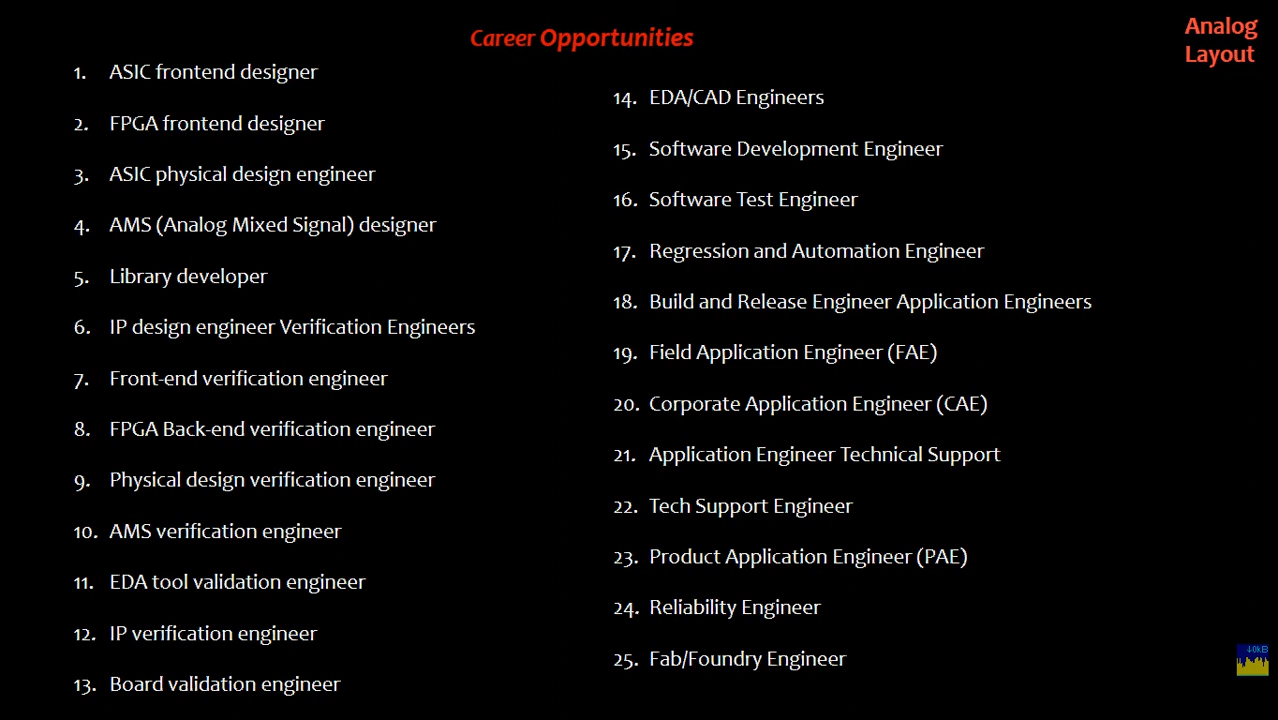 Career Opportunities
Analog
Layout
1. ASIC frontend designer
2. FPGA frontend designer
3. ASIC physical design engineer
4. AMS (Analog Mixed Signal) designer
5. Library developer
6. IP design engineer Verification Engineers
7. Front-end verification engineer
8. FPGA Back-end verification engineer
9. Physical design verification engineer
10. AMS verification engineer
11. EDA tool validation engineer
12. IP verification engineer
13. Board validation engineer
14. EDA/CAD Engineers
15. Software Development Engineer
16. Software Test Engineer
17. Regression and Automation Engineer
18. Build and Release Engineer Application Engineers
19. Field Application Engineer (FAE)
20. Corporate Application Engineer (CAE)
21. Application Engineer Technical Support
22. Tech Support Engineer
23. Product Application Engineer (PAE)
24. Reliability Engineer
25. Fab/Foundry Engineer
↓0kB